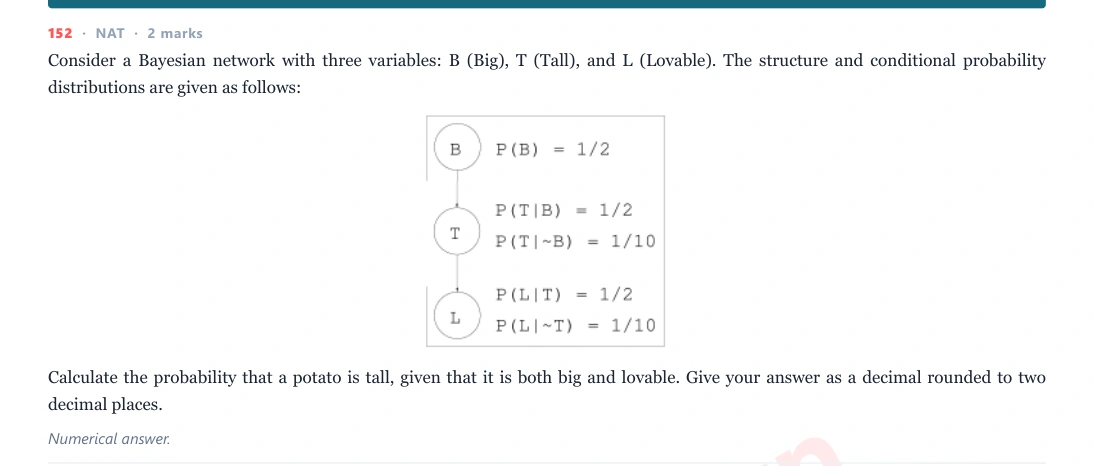 152 · NAT · 2 marks
Consider a Bayesian network with three variables: B (Big), T (Tall), and L (Lovable). The structure and conditional probability
distributions are given as follows:
B P(B) = 1/2
P(T|B) = 1/2
T
P(T|~B) = 1/10
P(L|T) = 1/2
L
P(L|~T) = 1/10
Calculate the probability that a potato is tall, given that it is both big and lovable. Give your answer as a decimal rounded to two
decimal places.
Numerical answer.